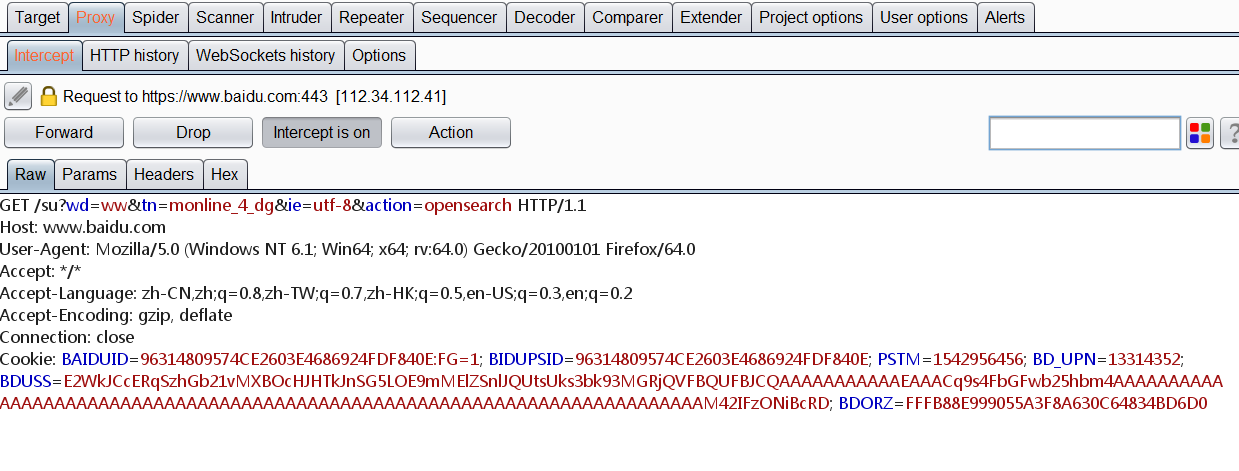 Target Proxy Spider Scanner Intruder Repeater Sequencer Decoder Comparer Extender Project options User options Alerts
Intercept HTTP history WebSockets history Options
Request to https://www.baidu.com:443 [112.34.112.41]
Forward Drop Intercept is on Action ?
Raw Params Headers Hex
GET /su?wd=ww&tn=monline_4_dg&ie=utf-8&action=opensearch HTTP/1.1
Host: www.baidu.com
User-Agent: Mozilla/5.0 (Windows NT 6.1; Win64; x64; rv:64.0) Gecko/20100101 Firefox/64.0
Accept: */*
Accept-Language: zh-CN,zh;q=0.8,zh-TW;q=0.7,zh-HK;q=0.5,en-US;q=0.3,en;q=0.2
Accept-Encoding: gzip, deflate
Connection: close
Cookie: BAIDUID=96314809574CE2603E4686924FDF840E:FG=1; BIDUPSID=96314809574CE2603E4686924FDF840E; PSTM=1542956456; BD_UPN=13314352;
BDUSS=
BDORZ=FFFB88E999055A3F8A630C64834BD6D0